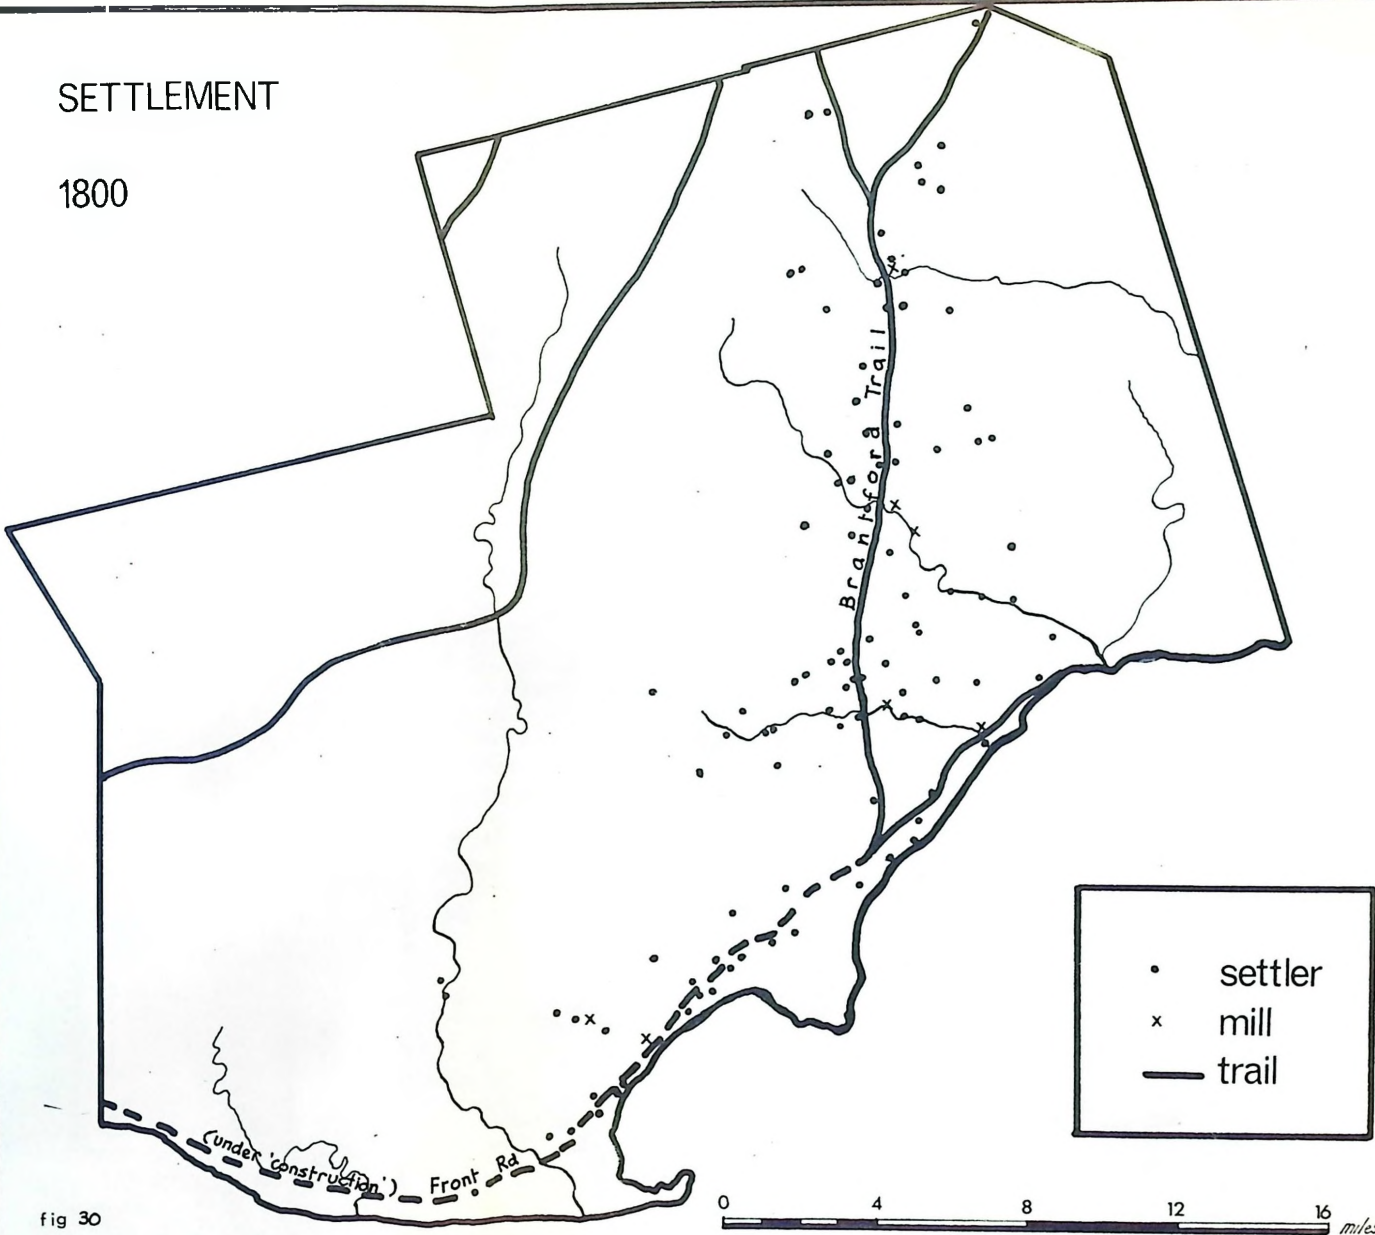 SETTLEMENT
1800
Brantford Trail
settler
x mill
trail
(under 'construction')
Front Rd
fig 30
0 4 8 12 16 miles